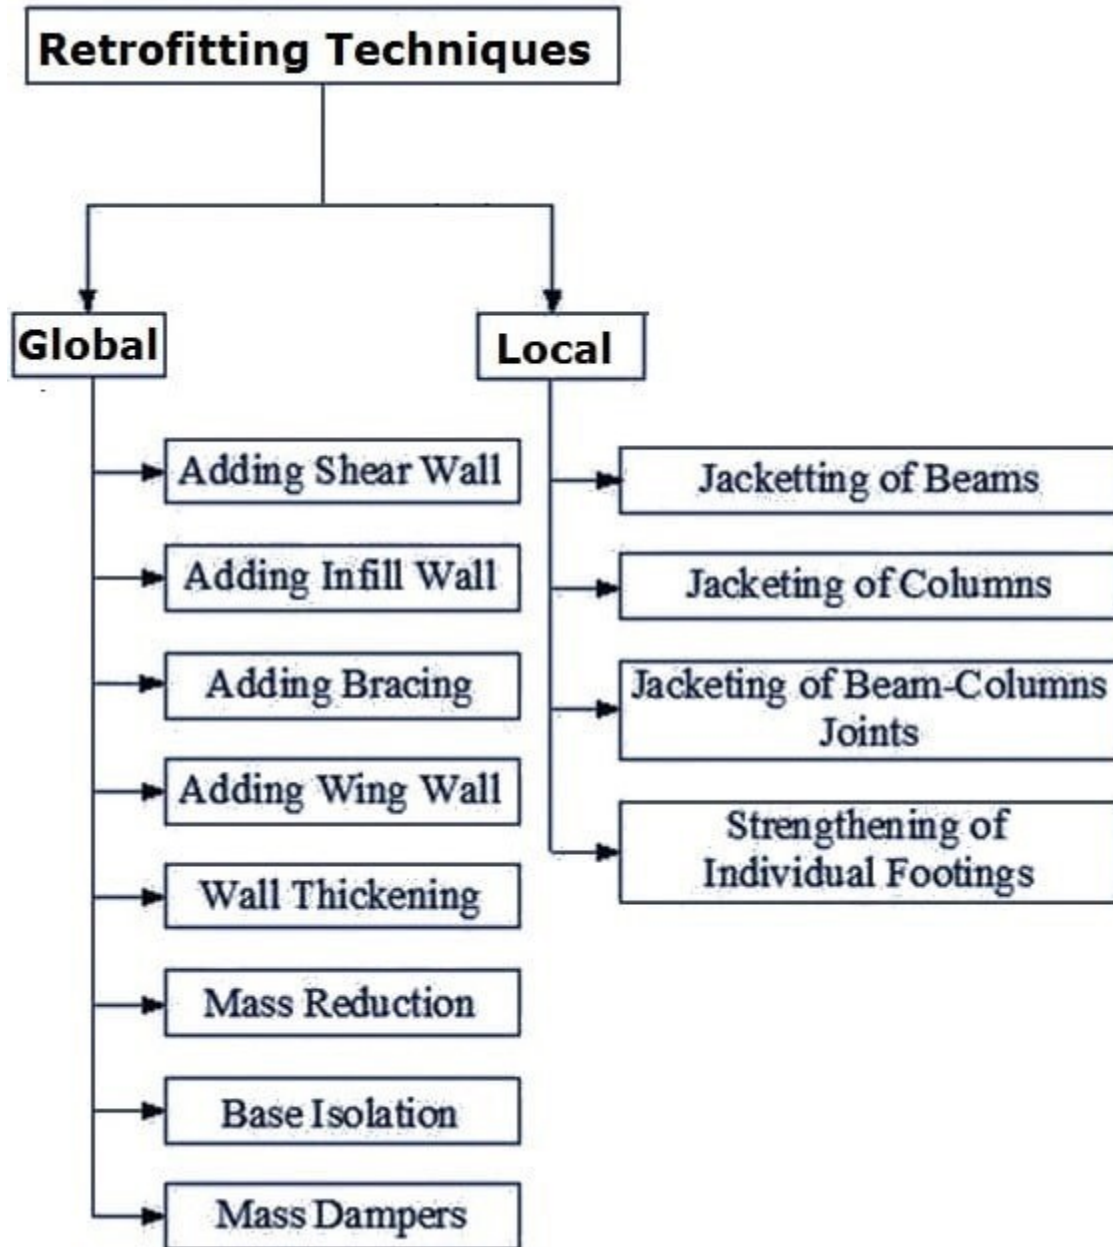 Retrofitting Techniques
Global
Local
Adding Shear Wall
Adding Infill Wall
Adding Bracing
Adding Wing Wall
Wall Thickening
Mass Reduction
Base Isolation
Mass Dampers
Jacketting of Beams
Jacketing of Columns
Jacketing of Beam-Columns
Joints
Strengthening of
Individual Footings